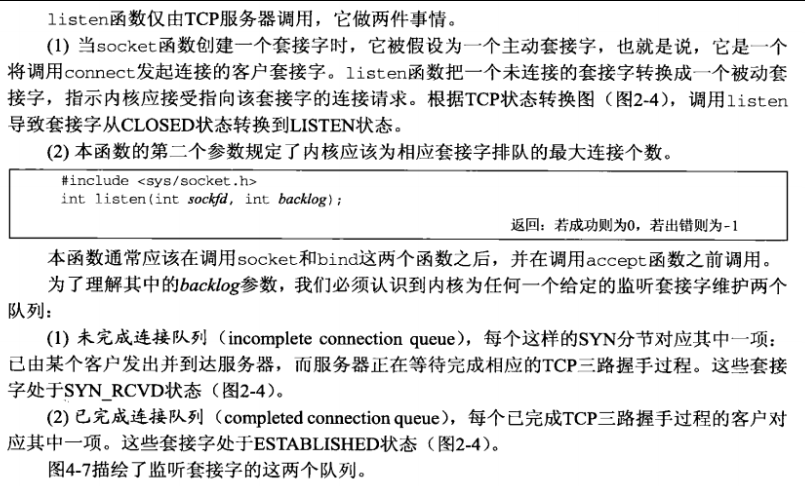 listen函数仅由TCP服务器调用，它做两件事情。
(1) 当socket函数创建一个套接字时，它被假设为一个主动套接字，也就是说，它是一个
将调用connect发起连接的客户套接字。listen函数把一个未连接的套接字转换成一个被动套
接字，指示内核应接受指向该套接字的连接请求。根据TCP状态转换图（图2-4），调用listen
导致套接字从CLOSED状态转换到LISTEN状态。
(2) 本函数的第二个参数规定了内核应该为相应套接字排队的最大连接个数。
#include <sys/socket.h>
int listen(int sockfd, int backlog);
返回：若成功则为0，若出错则为-1
本函数通常应该在调用socket和bind这两个函数之后，并在调用accept函数之前调用。
为了理解其中的backlog参数，我们必须认识到内核为任何一个给定的监听套接字维护两个
队列：
(1) 未完成连接队列（incomplete connection queue），每个这样的SYN分节对应其中一项：
已由某个客户发出并到达服务器，而服务器正在等待完成相应的TCP三路握手过程。这些套接
字处于SYN_RCVD状态（图2-4）。
(2) 已完成连接队列（completed connection queue），每个已完成TCP三路握手过程的客户对
应其中一项。这些套接字处于ESTABLISHED状态（图2-4）。
图4-7描绘了监听套接字的这两个队列。